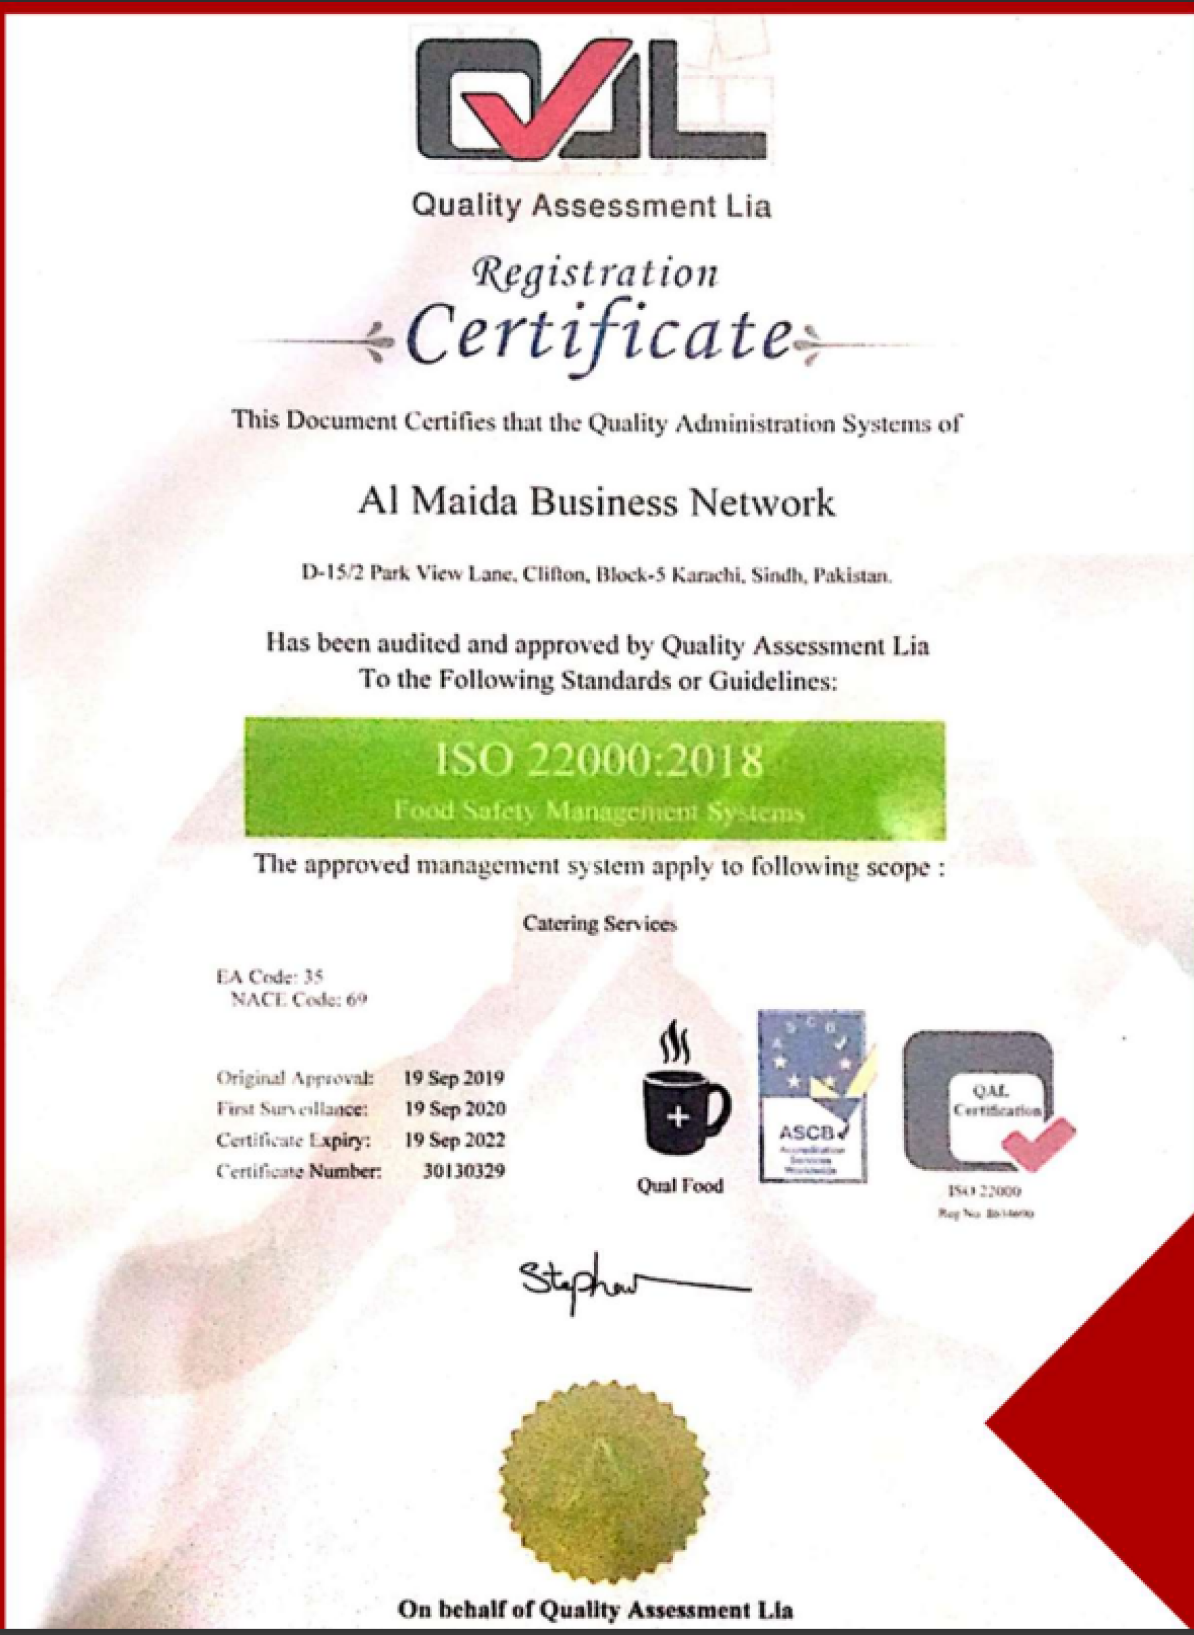 QAL
Quality Assessment Lia
Registration
Certificate
This Document Certifies that the Quality Administration Systems of
Al Maida Business Network
D-15/2 Park View Lane, Clifton, Block-5 Karachi, Sindh, Pakistan.
Has been audited and approved by Quality Assessment Lia
To the Following Standards or Guidelines:
ISO 22000:2018
Food Safety Management Systems
The approved management system apply to following scope :
Catering Services
EA Code: 35
NACE Code: 69
Original Approval: 19 Sep 2019
First Surveillance: 19 Sep 2020
Certificate Expiry: 19 Sep 2022
Certificate Number: 30130329
Qual Food
A S C B
ASCB
Accreditation
Services
Worldwide
QAL
Certification
ISO 22000
Reg No
Stephen
A
On behalf of Quality Assessment Lia